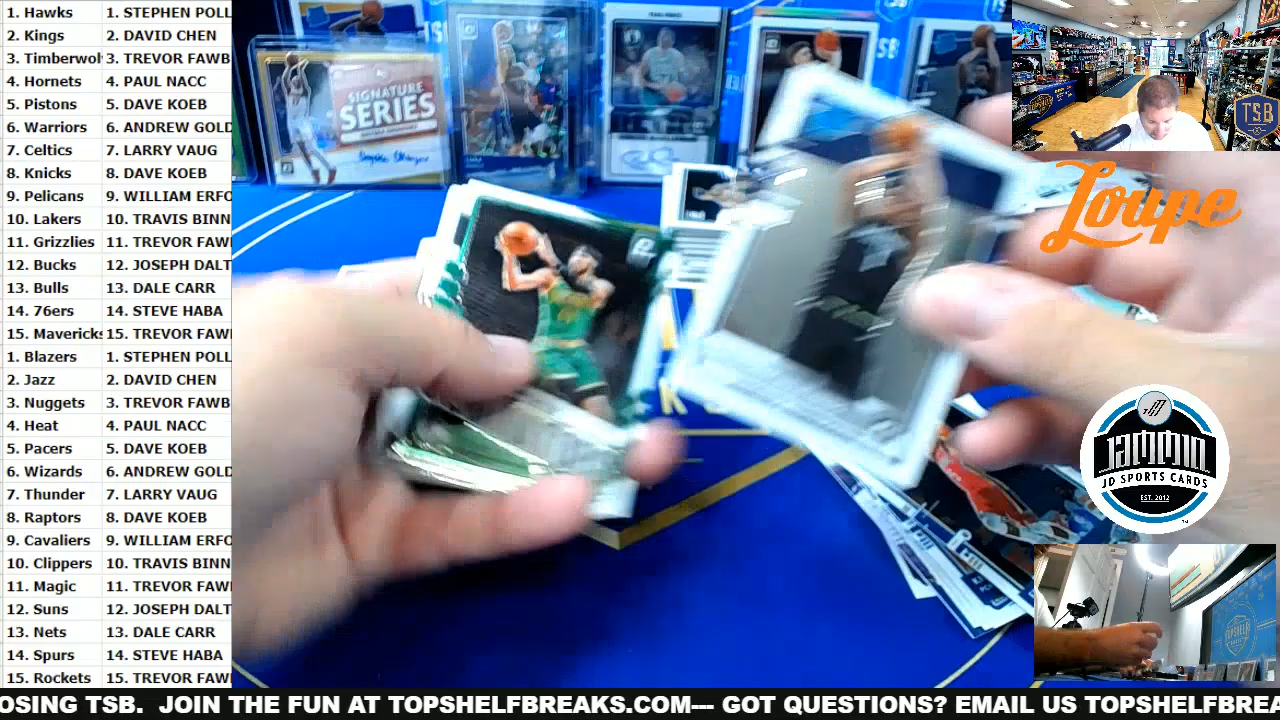 1. Hawks 1. STEPHEN POLL
2. Kings 2. DAVID CHEN
3. Timberwol 3. TREVOR FAWB
4. Hornets 4. PAUL NACC
5. Pistons 5. DAVE KOEB
6. Warriors 6. ANDREW GOLD
7. Celtics 7. LARRY VAUG
8. Knicks 8. DAVE KOEB
9. Pelicans 9. WILLIAM ERFO
10. Lakers 10. TRAVIS BINN
11. Grizzlies 11. TREVOR FAWI
12. Bucks 12. JOSEPH DALT
13. Bulls 13. DALE CARR
14. 76ers 14. STEVE HABA
15. Mavericks 15. TREVOR FAWI
1. Blazers 1. STEPHEN POLL
2. Jazz 2. DAVID CHEN
3. Nuggets 3. TREVOR FAWB
4. Heat 4. PAUL NACC
5. Pacers 5. DAVE KOEB
6. Wizards 6. ANDREW GOLD
7. Thunder 7. LARRY VAUG
8. Raptors 8. DAVE KOEB
9. Cavaliers 9. WILLIAM ERFO
10. Clippers 10. TRAVIS BINN
11. Magic 11. TREVOR FAWI
12. Suns 12. JOSEPH DALT
13. Nets 13. DALE CARR
14. Spurs 14. STEVE HABA
15. Rockets 15. TREVOR FAWI
SIGNATURE
SERIES
TSB
Loupe
JAMMIN
JD SPORTS CARDS
EST. 2012
TOPSHELF
OSING TSB. JOIN THE FUN AT TOPSHELFBREAKS.COM--- GOT QUESTIONS? EMAIL US TOPSHELFBREA